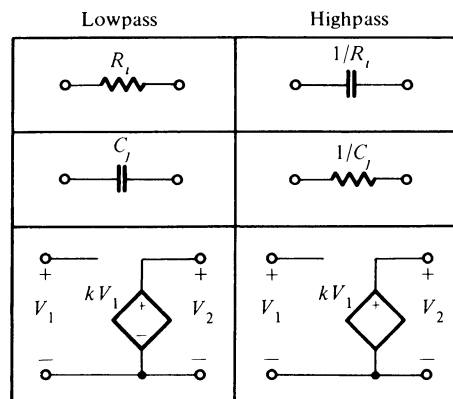 Lowpass Highpass
R_i 1/R_i
C_j 1/C_j
+ + + +
V_1 kV_1 + V_2 V_1 kV_1 + V_2
−
− − − −